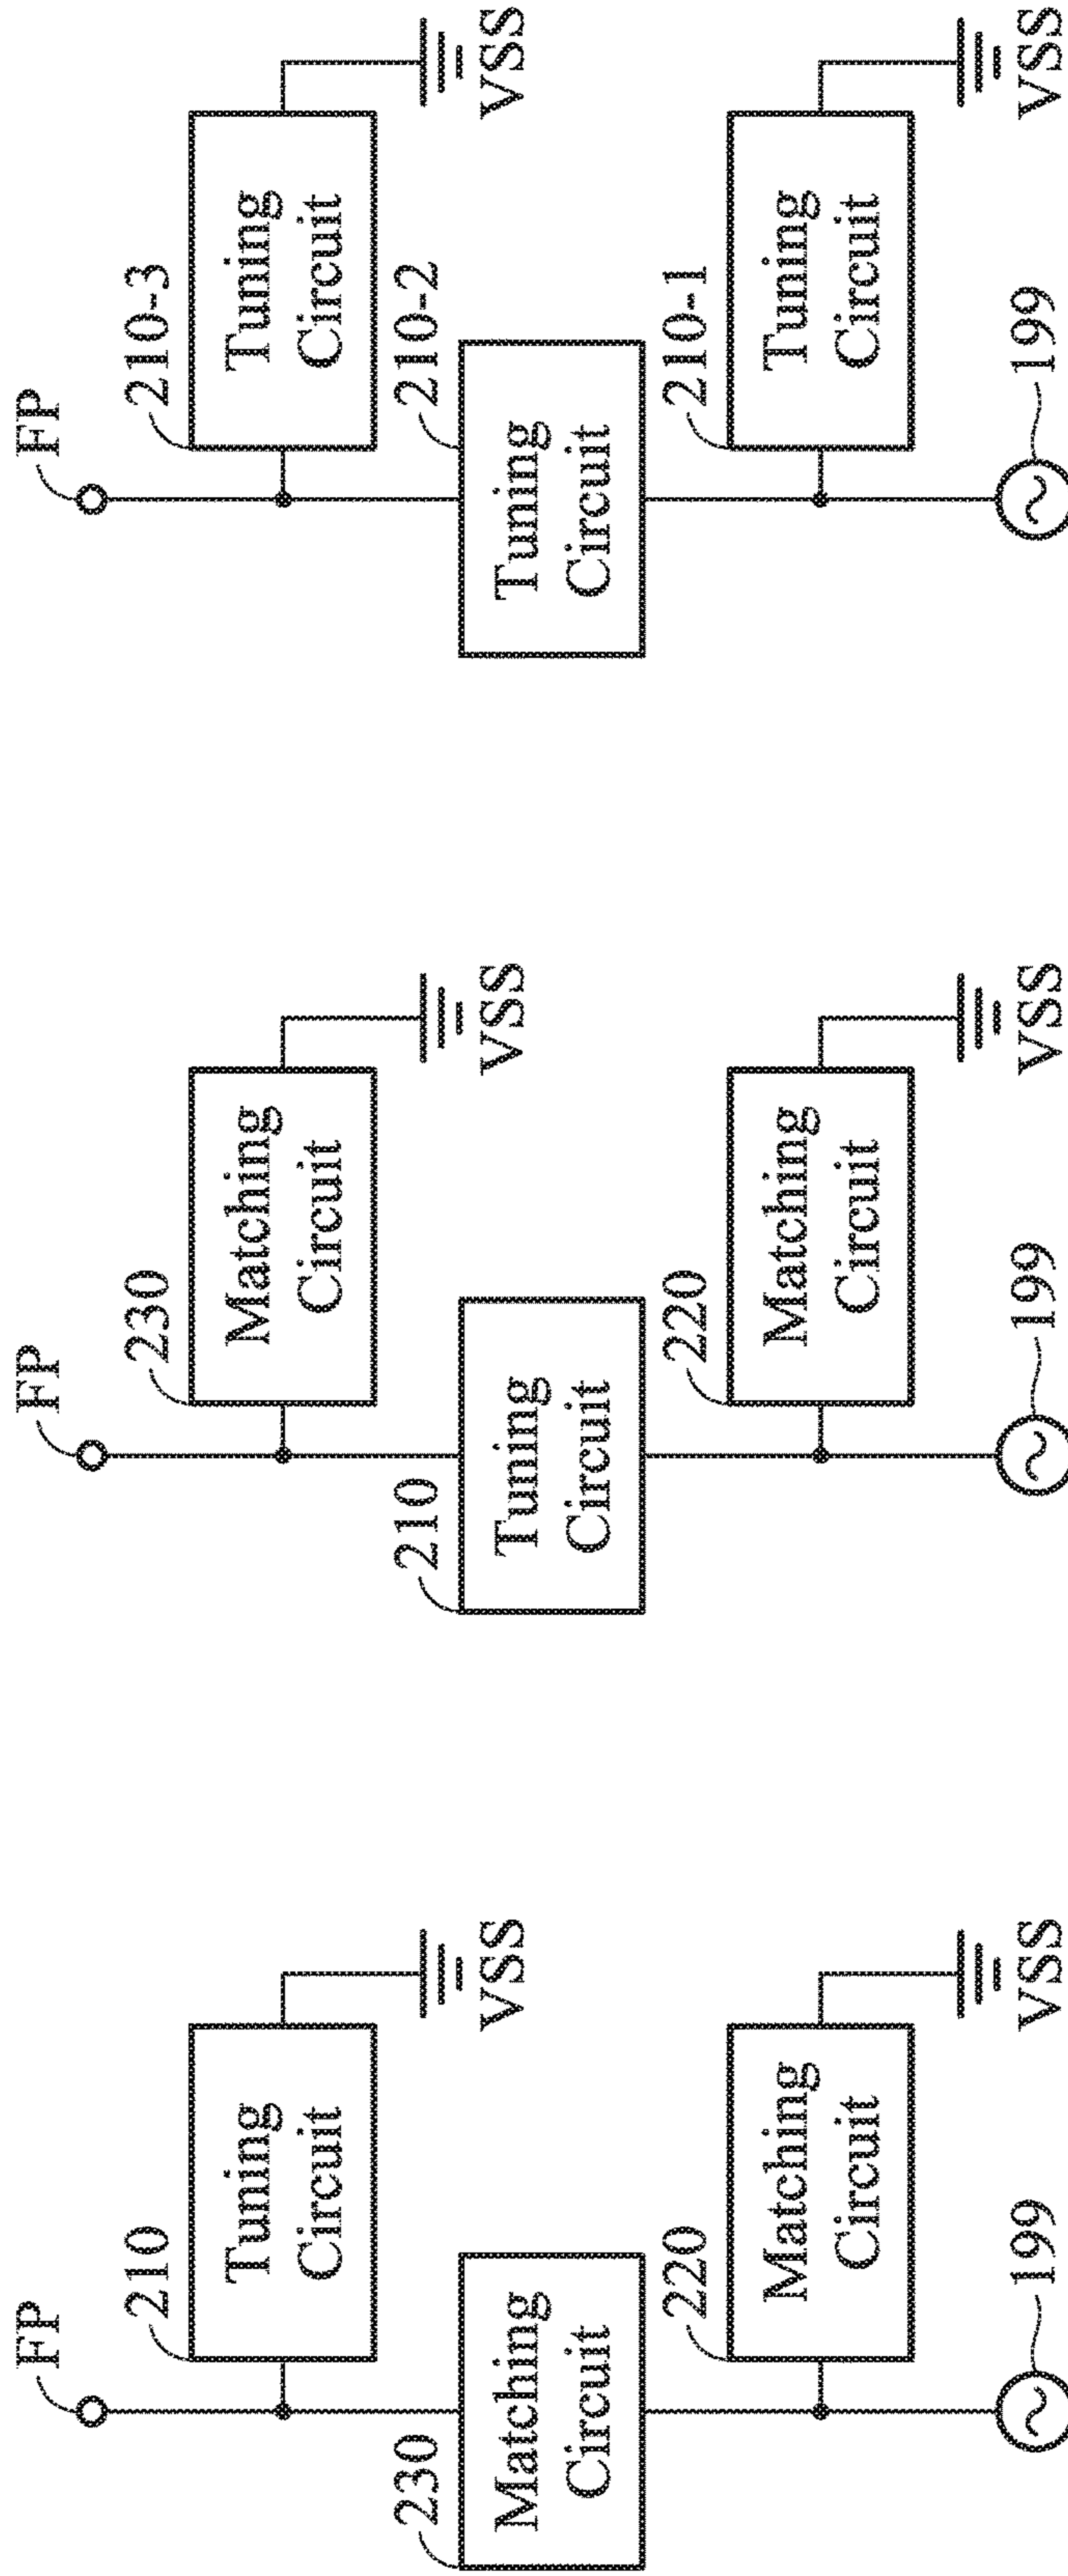 FP
210
Tuning
Circuit
VSS
230
Matching
Circuit
220
Matching
Circuit
VSS
199
FP
230
Matching
Circuit
VSS
210
Tuning
Circuit
220
Matching
Circuit
VSS
199
FP
210-3
Tuning
Circuit
VSS
210-2
Tuning
Circuit
210-1
Tuning
Circuit
VSS
199